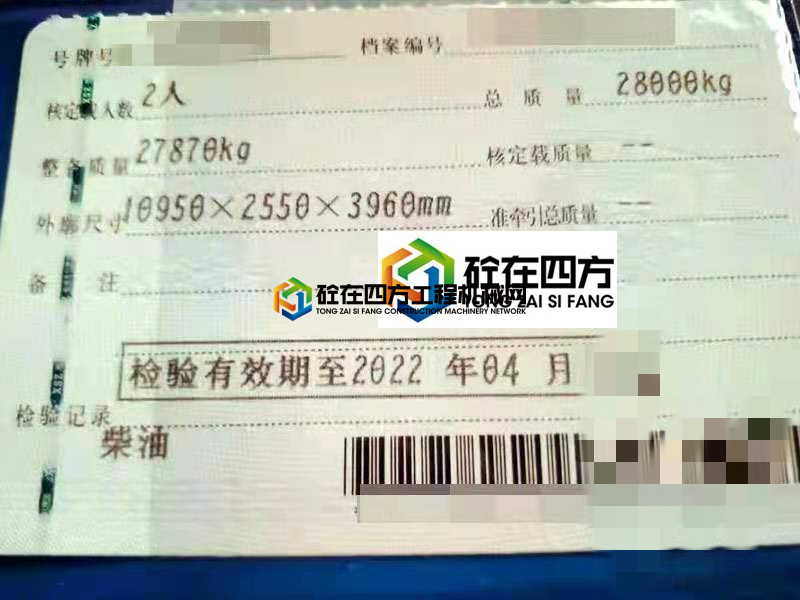 号牌号
档案编号
核定载人数 2人
总质量 28000kg
整备质量 27870kg
核定载质量 --
外廓尺寸 10950×2550×3960mm
准牵引总质量 --
备注
砼在四方
TONG ZAI SI FANG
砼在四方工程机械网
TONG ZAI SI FANG CONSTRUCTION MACHINERY NETWORK
检验有效期至2022年04月
检验记录
柴油